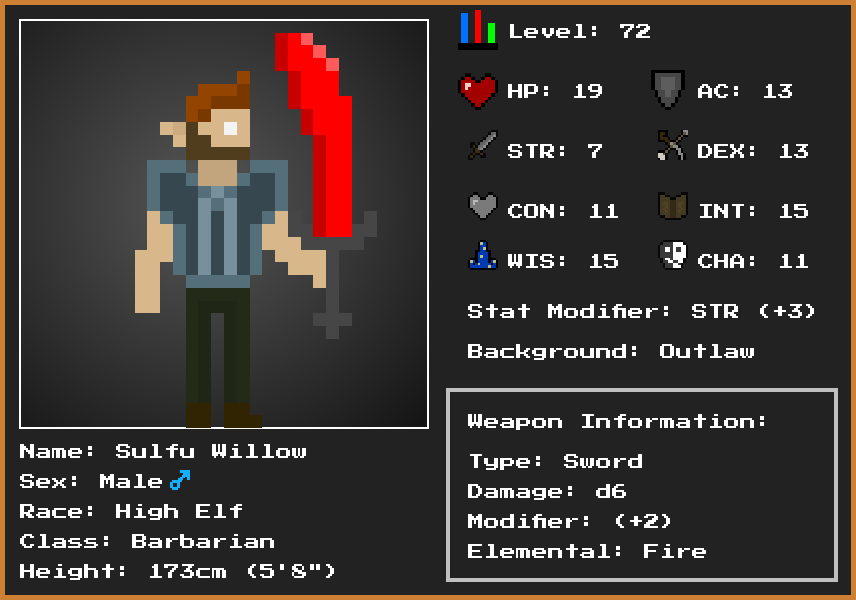 Level: 72
HP: 19 AC: 13
STR: 7 DEX: 13
CON: 11 INT: 15
WIS: 15 CHA: 11
Stat Modifier: STR (+3)
Background: Outlaw
Weapon Information:
Type: Sword
Damage: d6
Modifier: (+2)
Elemental: Fire
Name: Sulfu Willow
Sex: Male♂
Race: High Elf
Class: Barbarian
Height: 173cm (5'8")